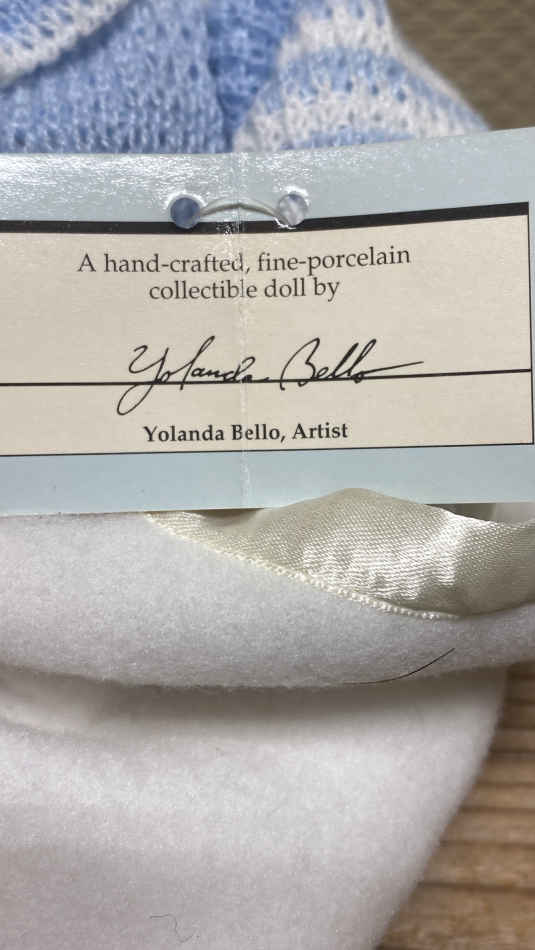 A hand-crafted, fine-porcelain
collectible doll by
Yolanda Bello
Yolanda Bello, Artist